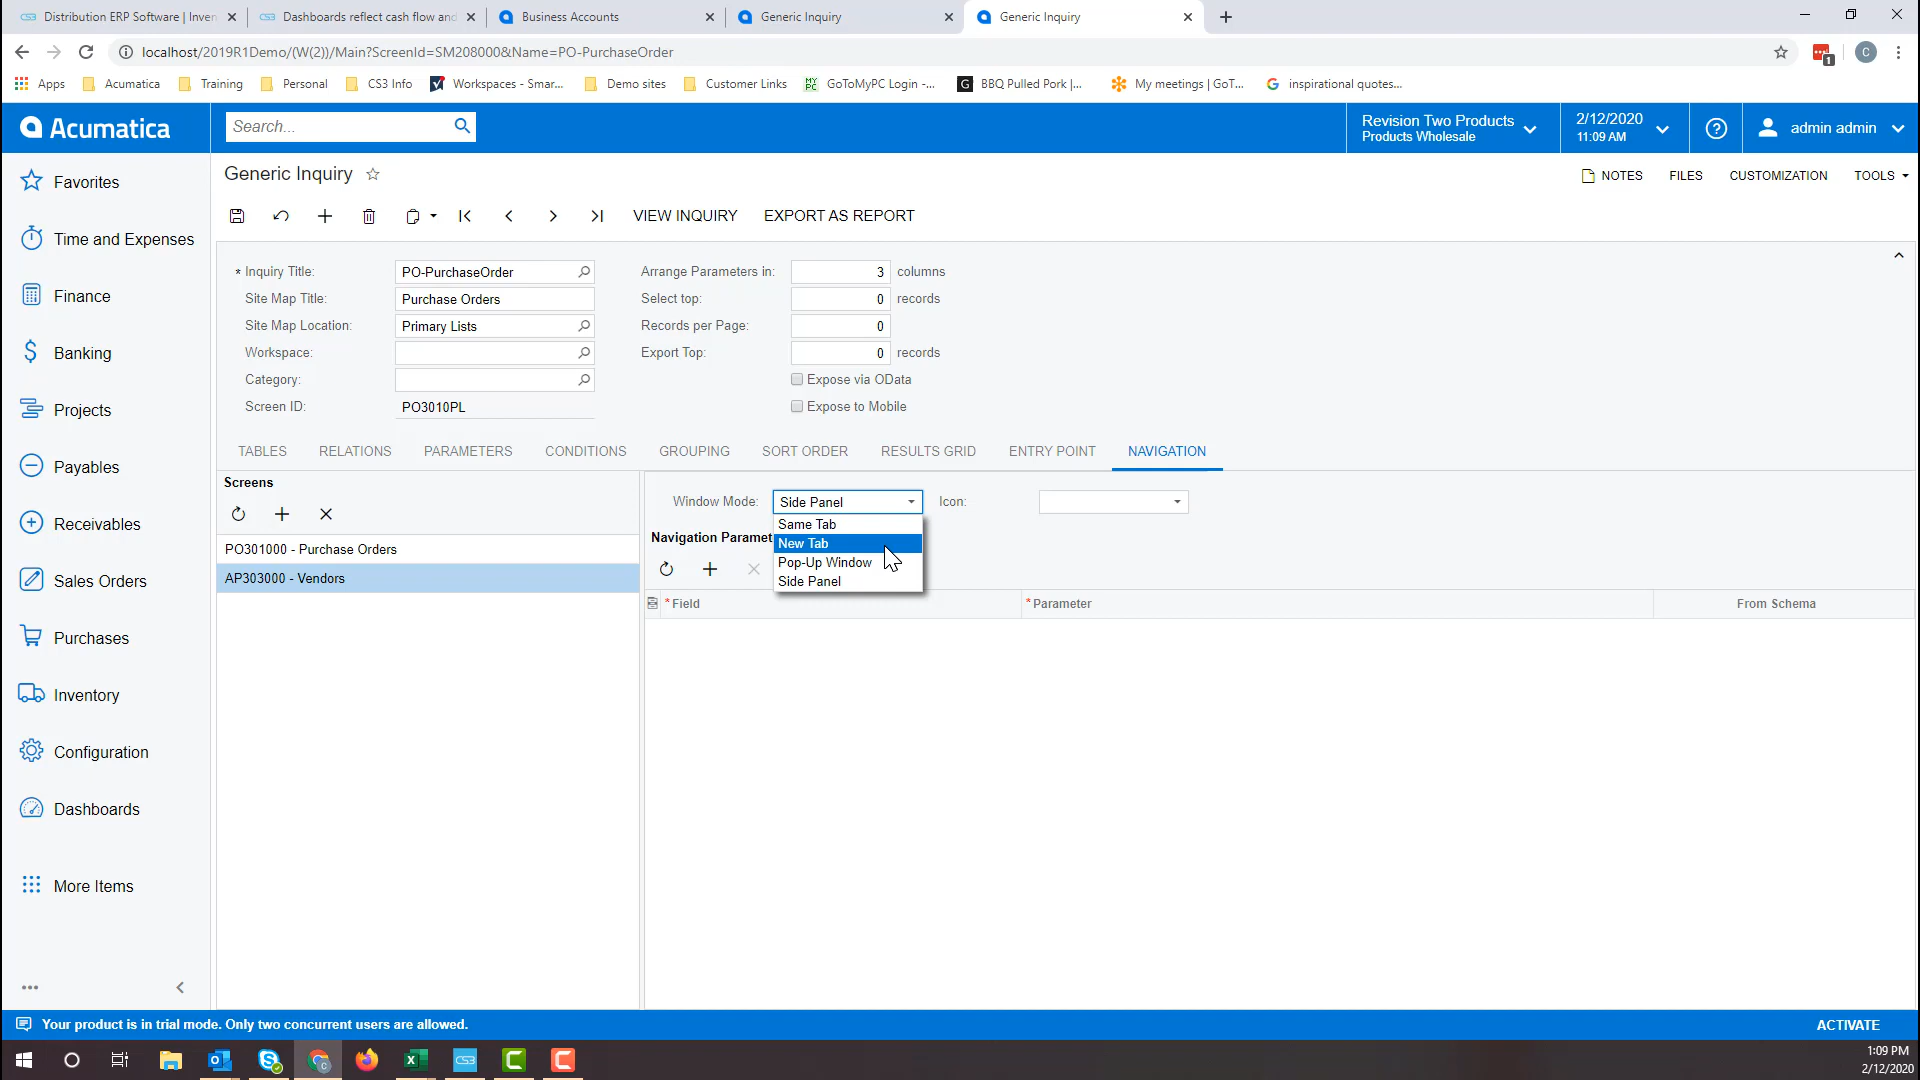 Distribution ERP Software | Inven
Dashboards reflect cash flow and
Business Accounts
Generic Inquiry
Generic Inquiry
localhost/2019R1Demo/(W(2))/Main?ScreenId=SM208000&Name=PO-PurchaseOrder
1
C
Apps
Acumatica
Training
Personal
CS3 Info
Workspaces - Smar...
Demo sites
Customer Links
MY PC
GoToMyPC Login -...
G
BBQ Pulled Pork |...
My meetings | GoT...
inspirational quotes...
Acumatica
Search...
Revision Two Products
Products Wholesale
2/12/2020
11:09 AM
?
admin admin
Favorites
Time and Expenses
Finance
Banking
Projects
Payables
Receivables
Sales Orders
Purchases
Inventory
Configuration
Dashboards
More Items
Generic Inquiry
NOTES
FILES
CUSTOMIZATION
TOOLS
VIEW INQUIRY
EXPORT AS REPORT
* Inquiry Title:
PO-PurchaseOrder
Site Map Title:
Purchase Orders
Site Map Location:
Primary Lists
Workspace:
Category:
Screen ID:
PO3010PL
Arrange Parameters in:
3
columns
Select top:
0
records
Records per Page:
0
Export Top:
0
records
Expose via OData
Expose to Mobile
TABLES
RELATIONS
PARAMETERS
CONDITIONS
GROUPING
SORT ORDER
RESULTS GRID
ENTRY POINT
NAVIGATION
Screens
PO301000 - Purchase Orders
AP303000 - Vendors
Window Mode:
Side Panel
Icon:
Same Tab
New Tab
Pop-Up Window
Side Panel
Navigation Paramet
* Field
* Parameter
From Schema
Your product is in trial mode. Only two concurrent users are allowed.
ACTIVATE
CS3
1:09 PM
2/12/2020